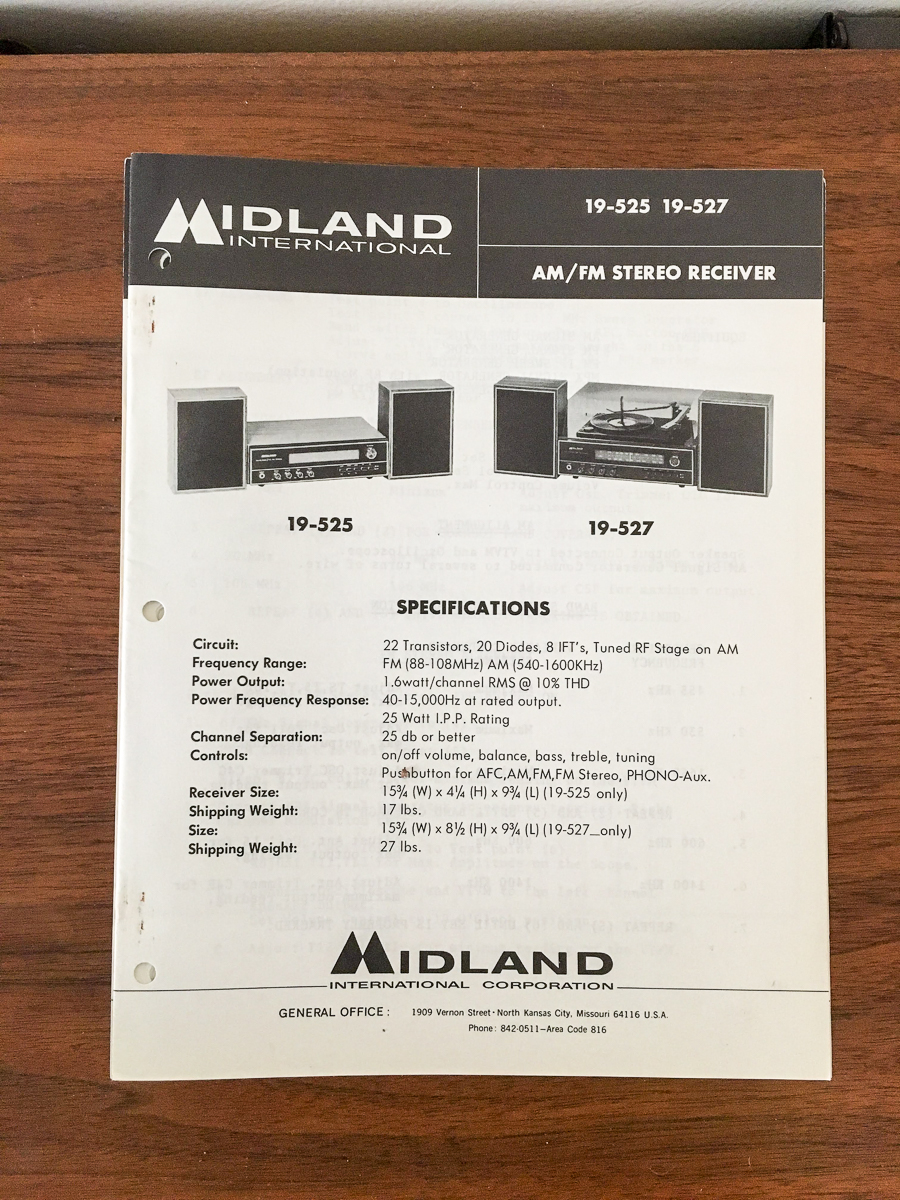 MIDLAND
INTERNATIONAL
19-525 19-527
AM/FM STEREO RECEIVER
19-525
19-527
SPECIFICATIONS
Circuit: 22 Transistors, 20 Diodes, 8 IFT's, Tuned RF Stage on AM
Frequency Range: FM (88-108MHz) AM (540-1600KHz)
Power Output: 1.6watt/channel RMS @ 10% THD
Power Frequency Response: 40-15,000Hz at rated output.
25 Watt I.P.P. Rating
Channel Separation: 25 db or better
Controls: on/off volume, balance, bass, treble, tuning
Pushbutton for AFC,AM,FM,FM Stereo, PHONO-Aux.
Receiver Size: 15¾ (W) x 4¼ (H) x 9¾ (L) (19-525 only)
Shipping Weight: 17 lbs.
Size: 15¾ (W) x 8½ (H) x 9¾ (L) (19-527 only)
Shipping Weight: 27 lbs.
MIDLAND
INTERNATIONAL CORPORATION
GENERAL OFFICE: 1909 Vernon Street·North Kansas City, Missouri 64116 U.S.A.
Phone: 842-0511—Area Code 816